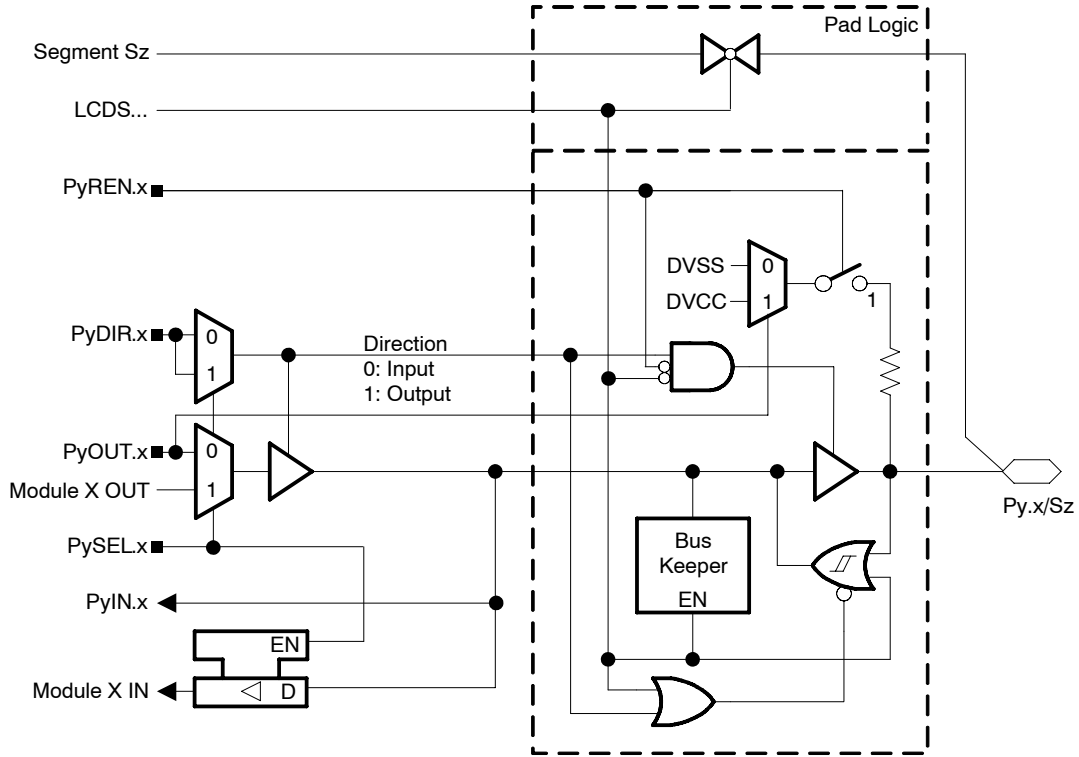 Pad Logic
Segment Sz
LCDS...
PyREN.x
DVSS
0
DVCC
1
1
PyDIR.x
0
1
Direction
0: Input
1: Output
PyOUT.x
0
Module X OUT
1
Py.x/Sz
PySEL.x
Bus
Keeper
EN
PyIN.x
EN
Module X IN
D